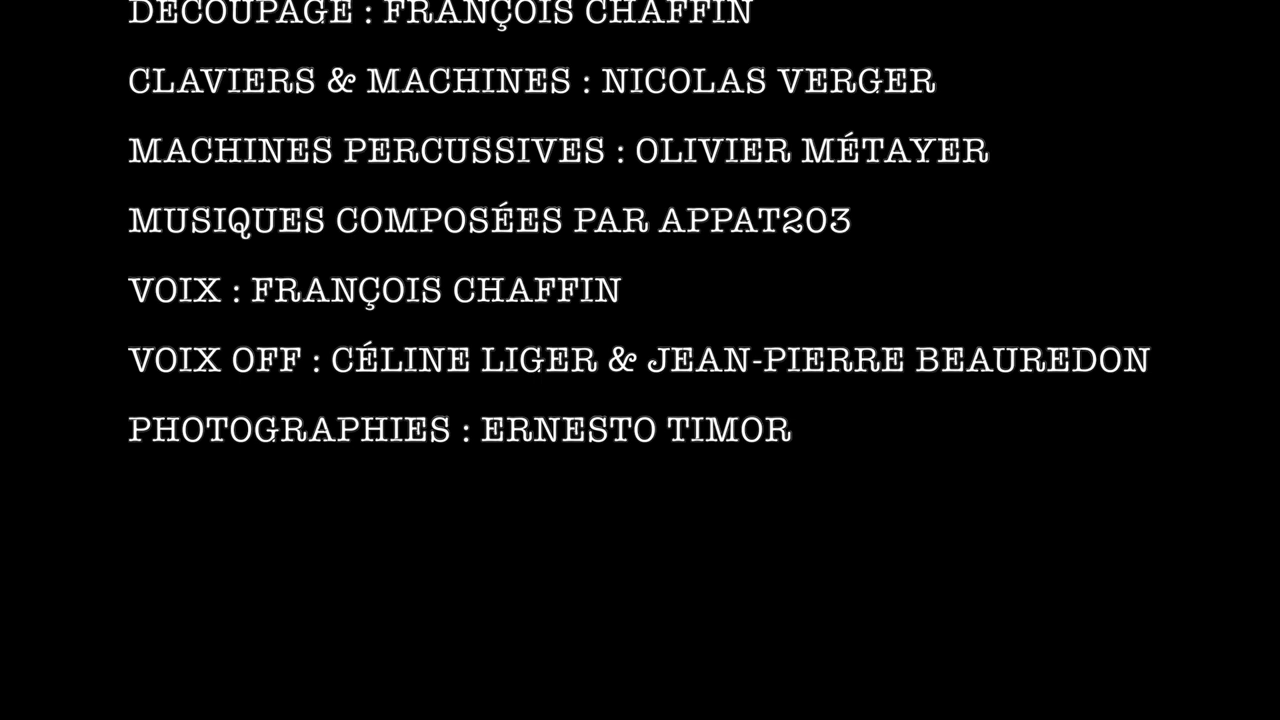 DÉCOUPAGE : FRANÇOIS CHAFFIN
CLAVIERS & MACHINES : NICOLAS VERGER
MACHINES PERCUSSIVES : OLIVIER MÉTAYER
MUSIQUES COMPOSÉES PAR APPAT203
VOIX : FRANÇOIS CHAFFIN
VOIX OFF : CÉLINE LIGER & JEAN-PIERRE BEAUREDON
PHOTOGRAPHIES : ERNESTO TIMOR